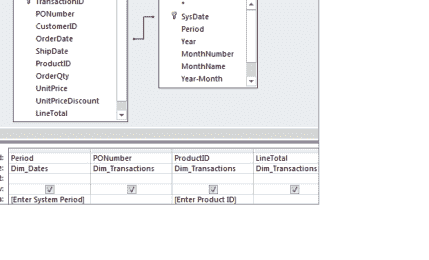 TransactionID
PONumber
CustomerID
OrderDate
ShipDate
ProductID
OrderQty
UnitPrice
UnitPriceDiscount
LineTotal
*
SysDate
Period
Year
MonthNumber
MonthName
Year-Month
Period PONumber ProductID LineTotal
Dim_Dates Dim_Transactions Dim_Transactions Dim_Transactions
[Enter System Period] [Enter Product ID]